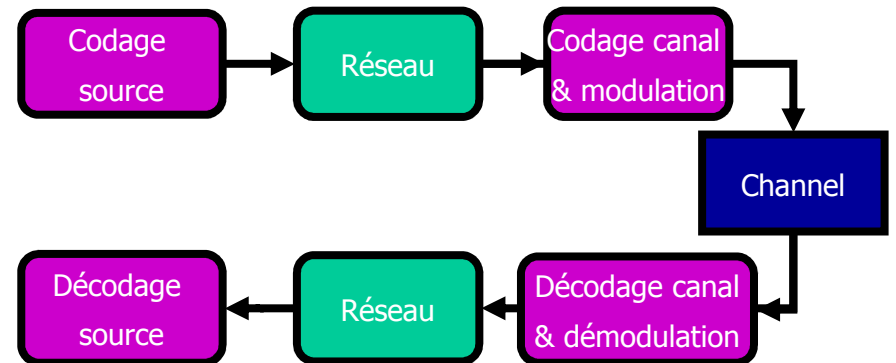 Codage
source
Réseau
Codage canal
& modulation
Channel
Décodage canal
& démodulation
Réseau
Décodage
source